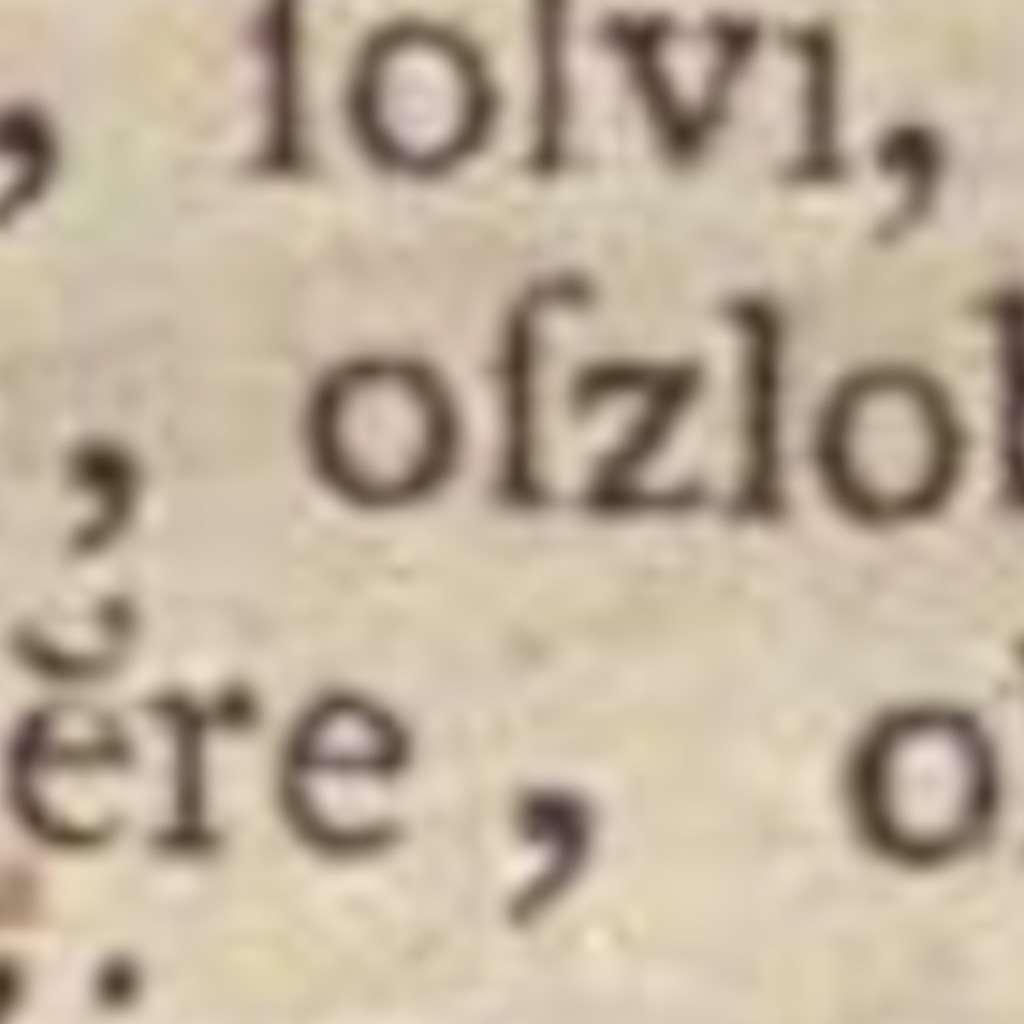 , ſolvi,
, oſzlo
ĕre, o